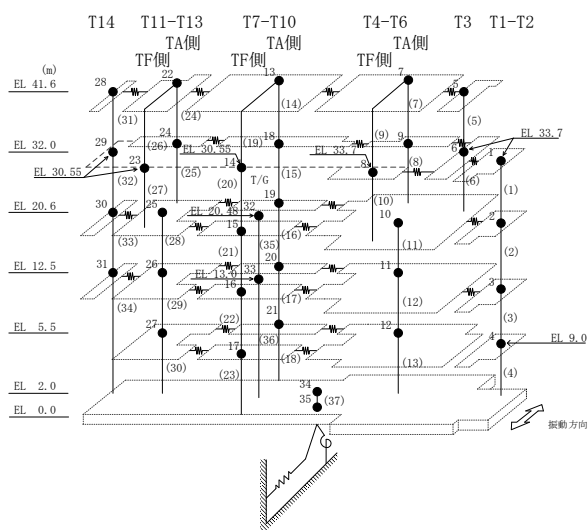 T14 T11−T13 T7−T10 T4−T6 T3 T1−T2
TA側 TA側 TA側
TF側 TF側 TF側
(m)
EL 41.6
EL 32.0
EL 20.6
EL 12.5
EL 5.5
EL 2.0
EL 0.0
28 22 13 7 5
(31) (24) (14) (7) (5)
29 24 (19) 18 (9) 9 6 EL 33.7
(26) EL 30.55 EL 33.7 1
EL 30.55 23 14 8 (8)
(32) (25) (15) (6) (1)
(27) (20) T/G (10)
30 25 EL 20.48 32 19 10 2
15
(33) (28) (21) (35) (16) (11) (2)
31 26 33 20 11 3
EL 13.0
(34) (29) 16 (17) (12) (3)
27 (22) 21 12 4 EL 9.0
(36)
(30) 17 (18) (13) (4)
(23)
34
35 (37)
振動方向